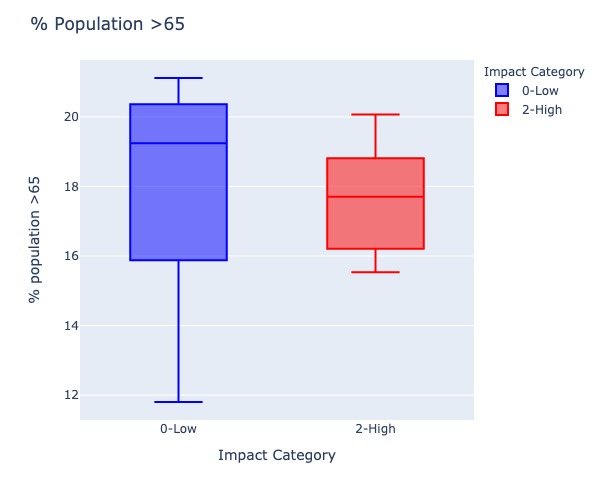 % Population >65
Impact Category
0-Low
2-High
% population >65
20
18
16
14
12
0-Low
2-High
Impact Category